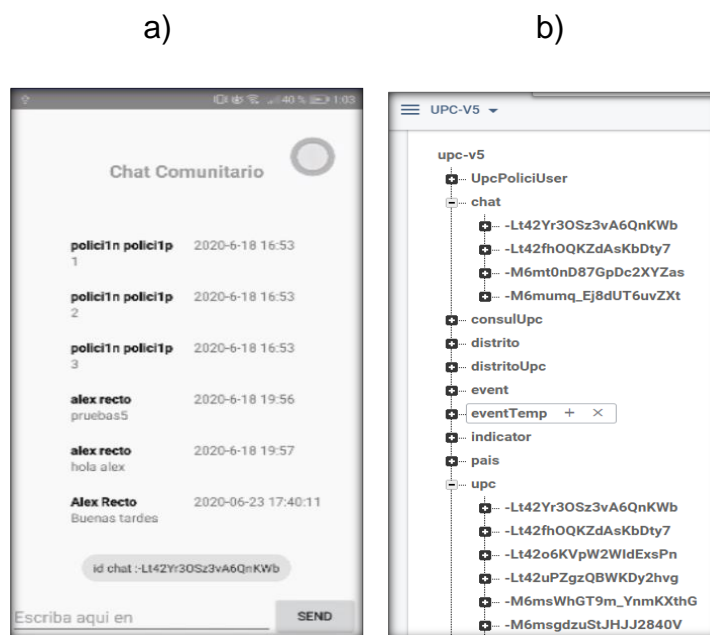 a)
b)
40 % 1:03
Chat Comunitario
polici1n polici1p 2020-6-18 16:53
1
polici1n polici1p 2020-6-18 16:53
2
polici1n polici1p 2020-6-18 16:53
3
alex recto 2020-6-18 19:56
pruebas5
alex recto 2020-6-18 19:57
hola alex
Alex Recto 2020-06-23 17:40:11
Buenas tardes
id chat :-Lt42Yr3OSz3vA6QnKWb
Escriba aqui en SEND
UPC-V5
upc-v5
UpcPoliciUser
chat
-Lt42Yr3OSz3vA6QnKWb
-Lt42fhOQKZdAsKbDty7
-M6mt0nD87GpDc2XYZas
-M6mumq_Ej8dUT6uvZXt
consulUpc
distrito
distritoUpc
event
eventTemp + ×
indicator
pais
upc
-Lt42Yr3OSz3vA6QnKWb
-Lt42fhOQKZdAsKbDty7
-Lt42o6KVpW2WIdExsPn
-Lt42uPZgzQBWKDy2hvg
-M6msWhGT9m_YnmKXthG
-M6msgdzuStJHJJ2840V